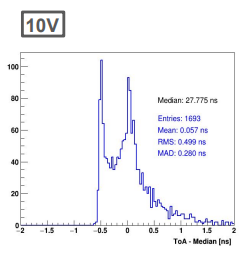 10V
Median: 27.775 ns
Entries: 1693
Mean: 0.057 ns
RMS: 0.499 ns
MAD: 0.280 ns
100
80
60
40
20
0
−2 −1.5 −1 −0.5 0 0.5 1 1.5 2
ToA - Median [ns]